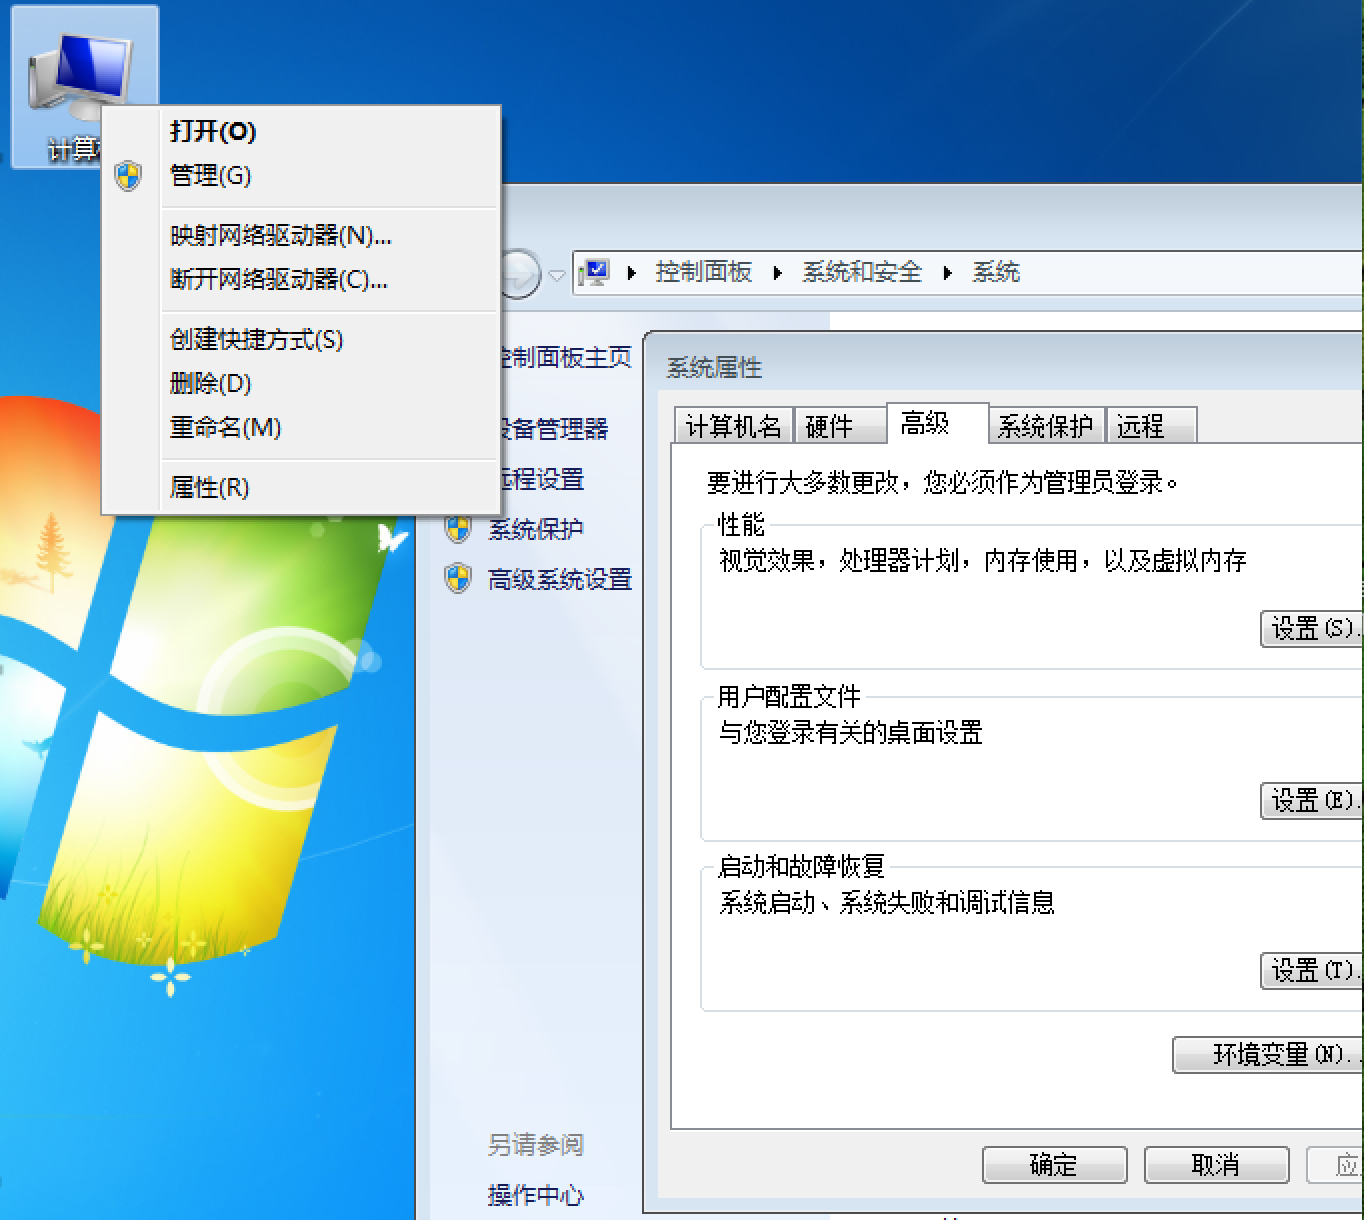 计算
打开(O)
管理(G)
映射网络驱动器(N)...
断开网络驱动器(C)...
创建快捷方式(S)
删除(D)
重命名(M)
属性(R)
控制面板 系统和安全 系统
控制面板主页
设备管理器
远程设置
系统保护
高级系统设置
另请参阅
操作中心
系统属性
计算机名 硬件 高级 系统保护 远程
要进行大多数更改，您必须作为管理员登录。
性能
视觉效果，处理器计划，内存使用，以及虚拟内存
设置(S).
用户配置文件
与您登录有关的桌面设置
设置(E).
启动和故障恢复
系统启动、系统失败和调试信息
设置(T).
环境变量(N)..
确定 取消 应